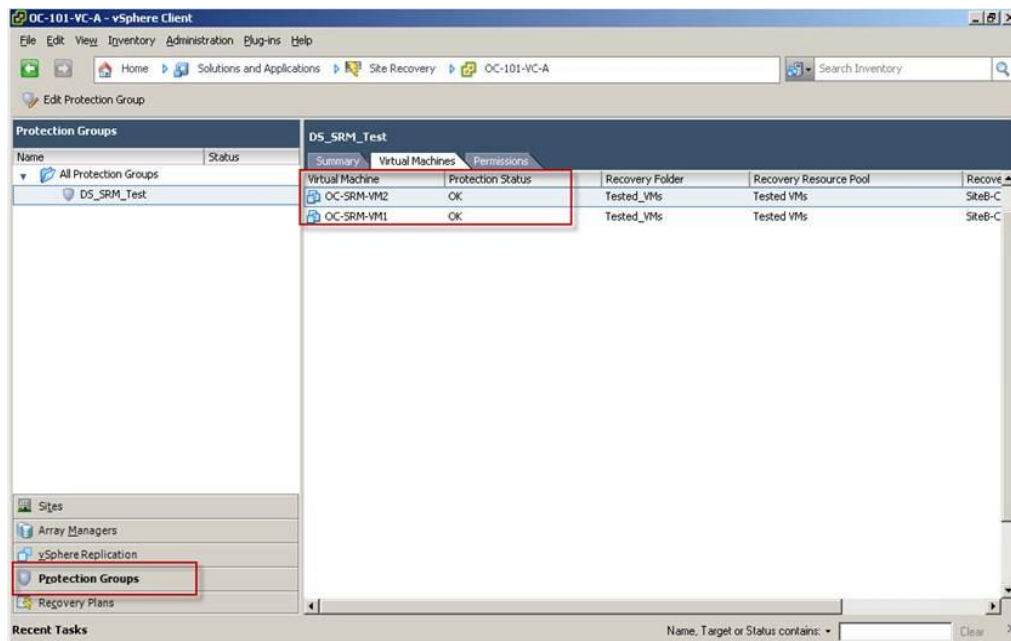 OC-101-VC-A - vSphere Client
File Edit View Inventory Administration Plug-ins Help
Home Solutions and Applications Site Recovery OC-101-VC-A Search Inventory
Edit Protection Group
Protection Groups
Name Status
All Protection Groups
DS_SRM_Test
DS_SRM_Test
Summary Virtual Machines Permissions
Virtual Machine Protection Status Recovery Folder Recovery Resource Pool Recove
OC-SRM-VM2 OK Tested_VMs Tested VMs SiteB-C
OC-SRM-VM1 OK Tested_VMs Tested VMs SiteB-C
Sites
Array Managers
vSphere Replication
Protection Groups
Recovery Plans
Recent Tasks Name, Target or Status contains: Clear